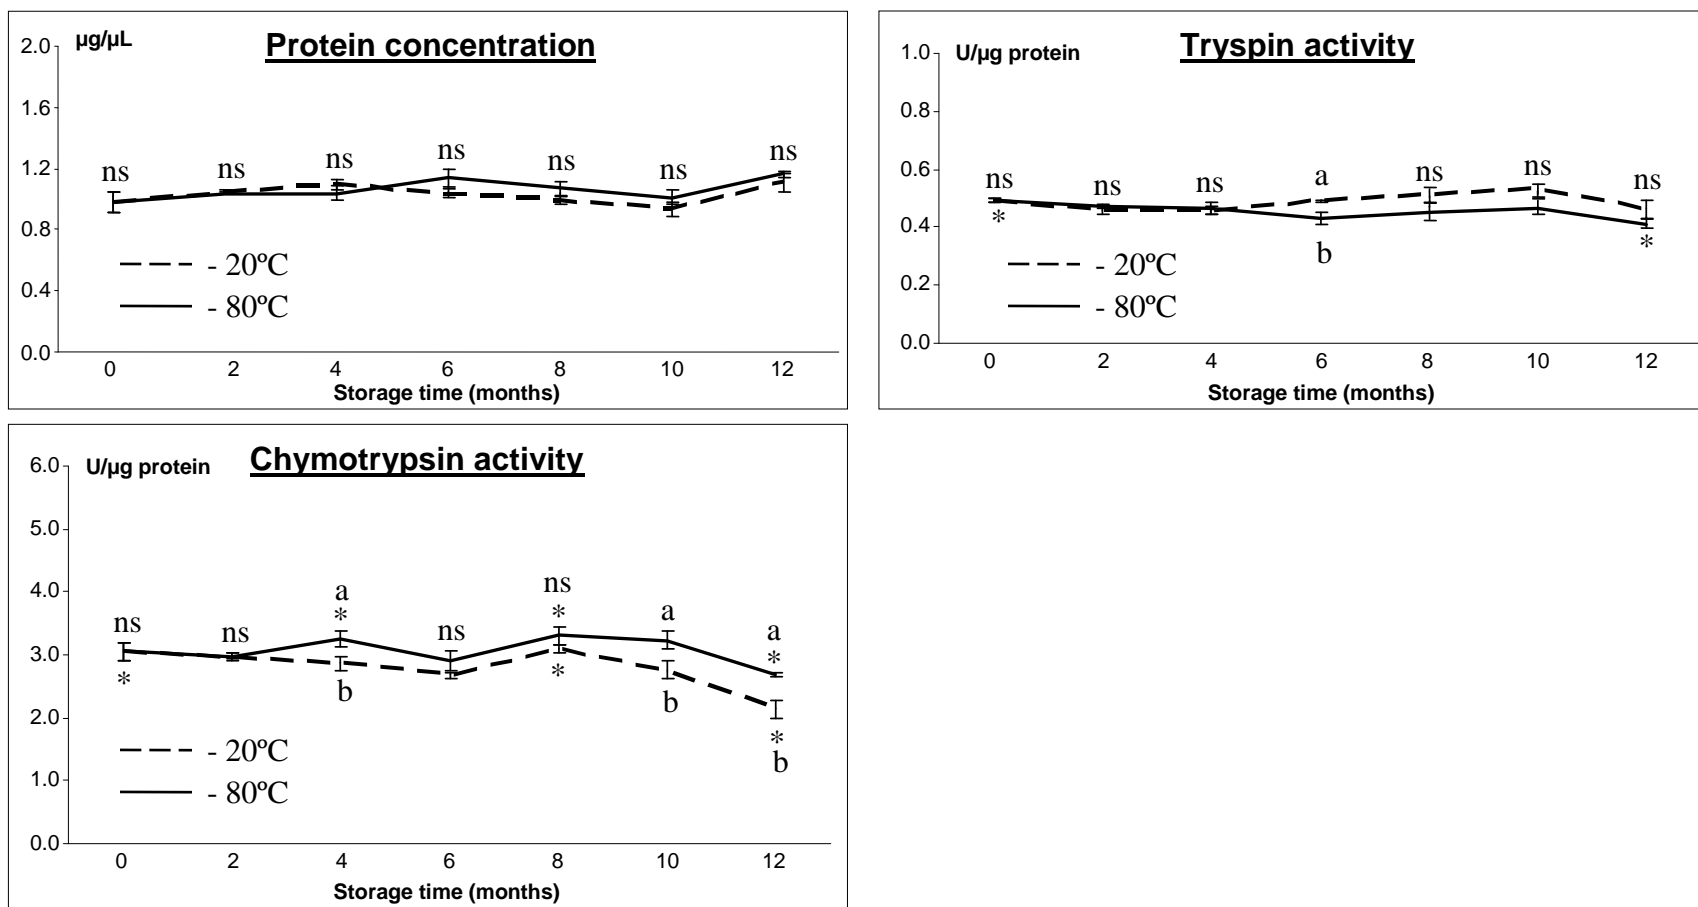 µg/µL
Protein concentration
2.0
1.6
1.2
0.8
0.4
0.0
ns ns ns ns ns ns ns
- 20ºC
- 80ºC
0 2 4 6 8 10 12
Storage time (months)
U/µg protein
Tryspin activity
1.0
0.8
0.6
0.4
0.2
0.0
ns ns ns a ns ns ns
* b *
- 20ºC
- 80ºC
0 2 4 6 8 10 12
Storage time (months)
U/µg protein
Chymotrypsin activity
6.0
5.0
4.0
3.0
2.0
1.0
0.0
ns ns a ns ns a a
* * *
* b * b *
b
- 20ºC
- 80ºC
0 2 4 6 8 10 12
Storage time (months)